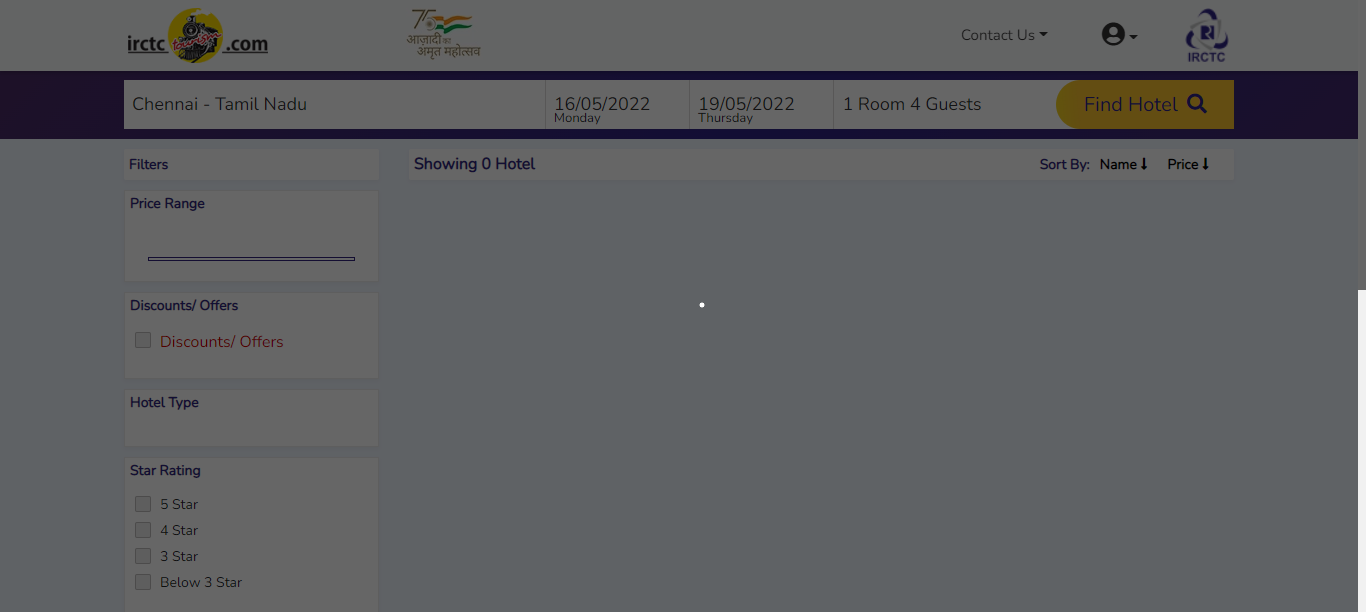 irctc tourism .com
75
आज़ादी का
अमृत महोत्सव
Contact Us
IRCTC
Chennai - Tamil Nadu
16/05/2022
Monday
19/05/2022
Thursday
1 Room 4 Guests
Find Hotel
Filters
Showing 0 Hotel
Sort By: Name Price
Price Range
Discounts/ Offers
Discounts/ Offers
Hotel Type
Star Rating
5 Star
4 Star
3 Star
Below 3 Star